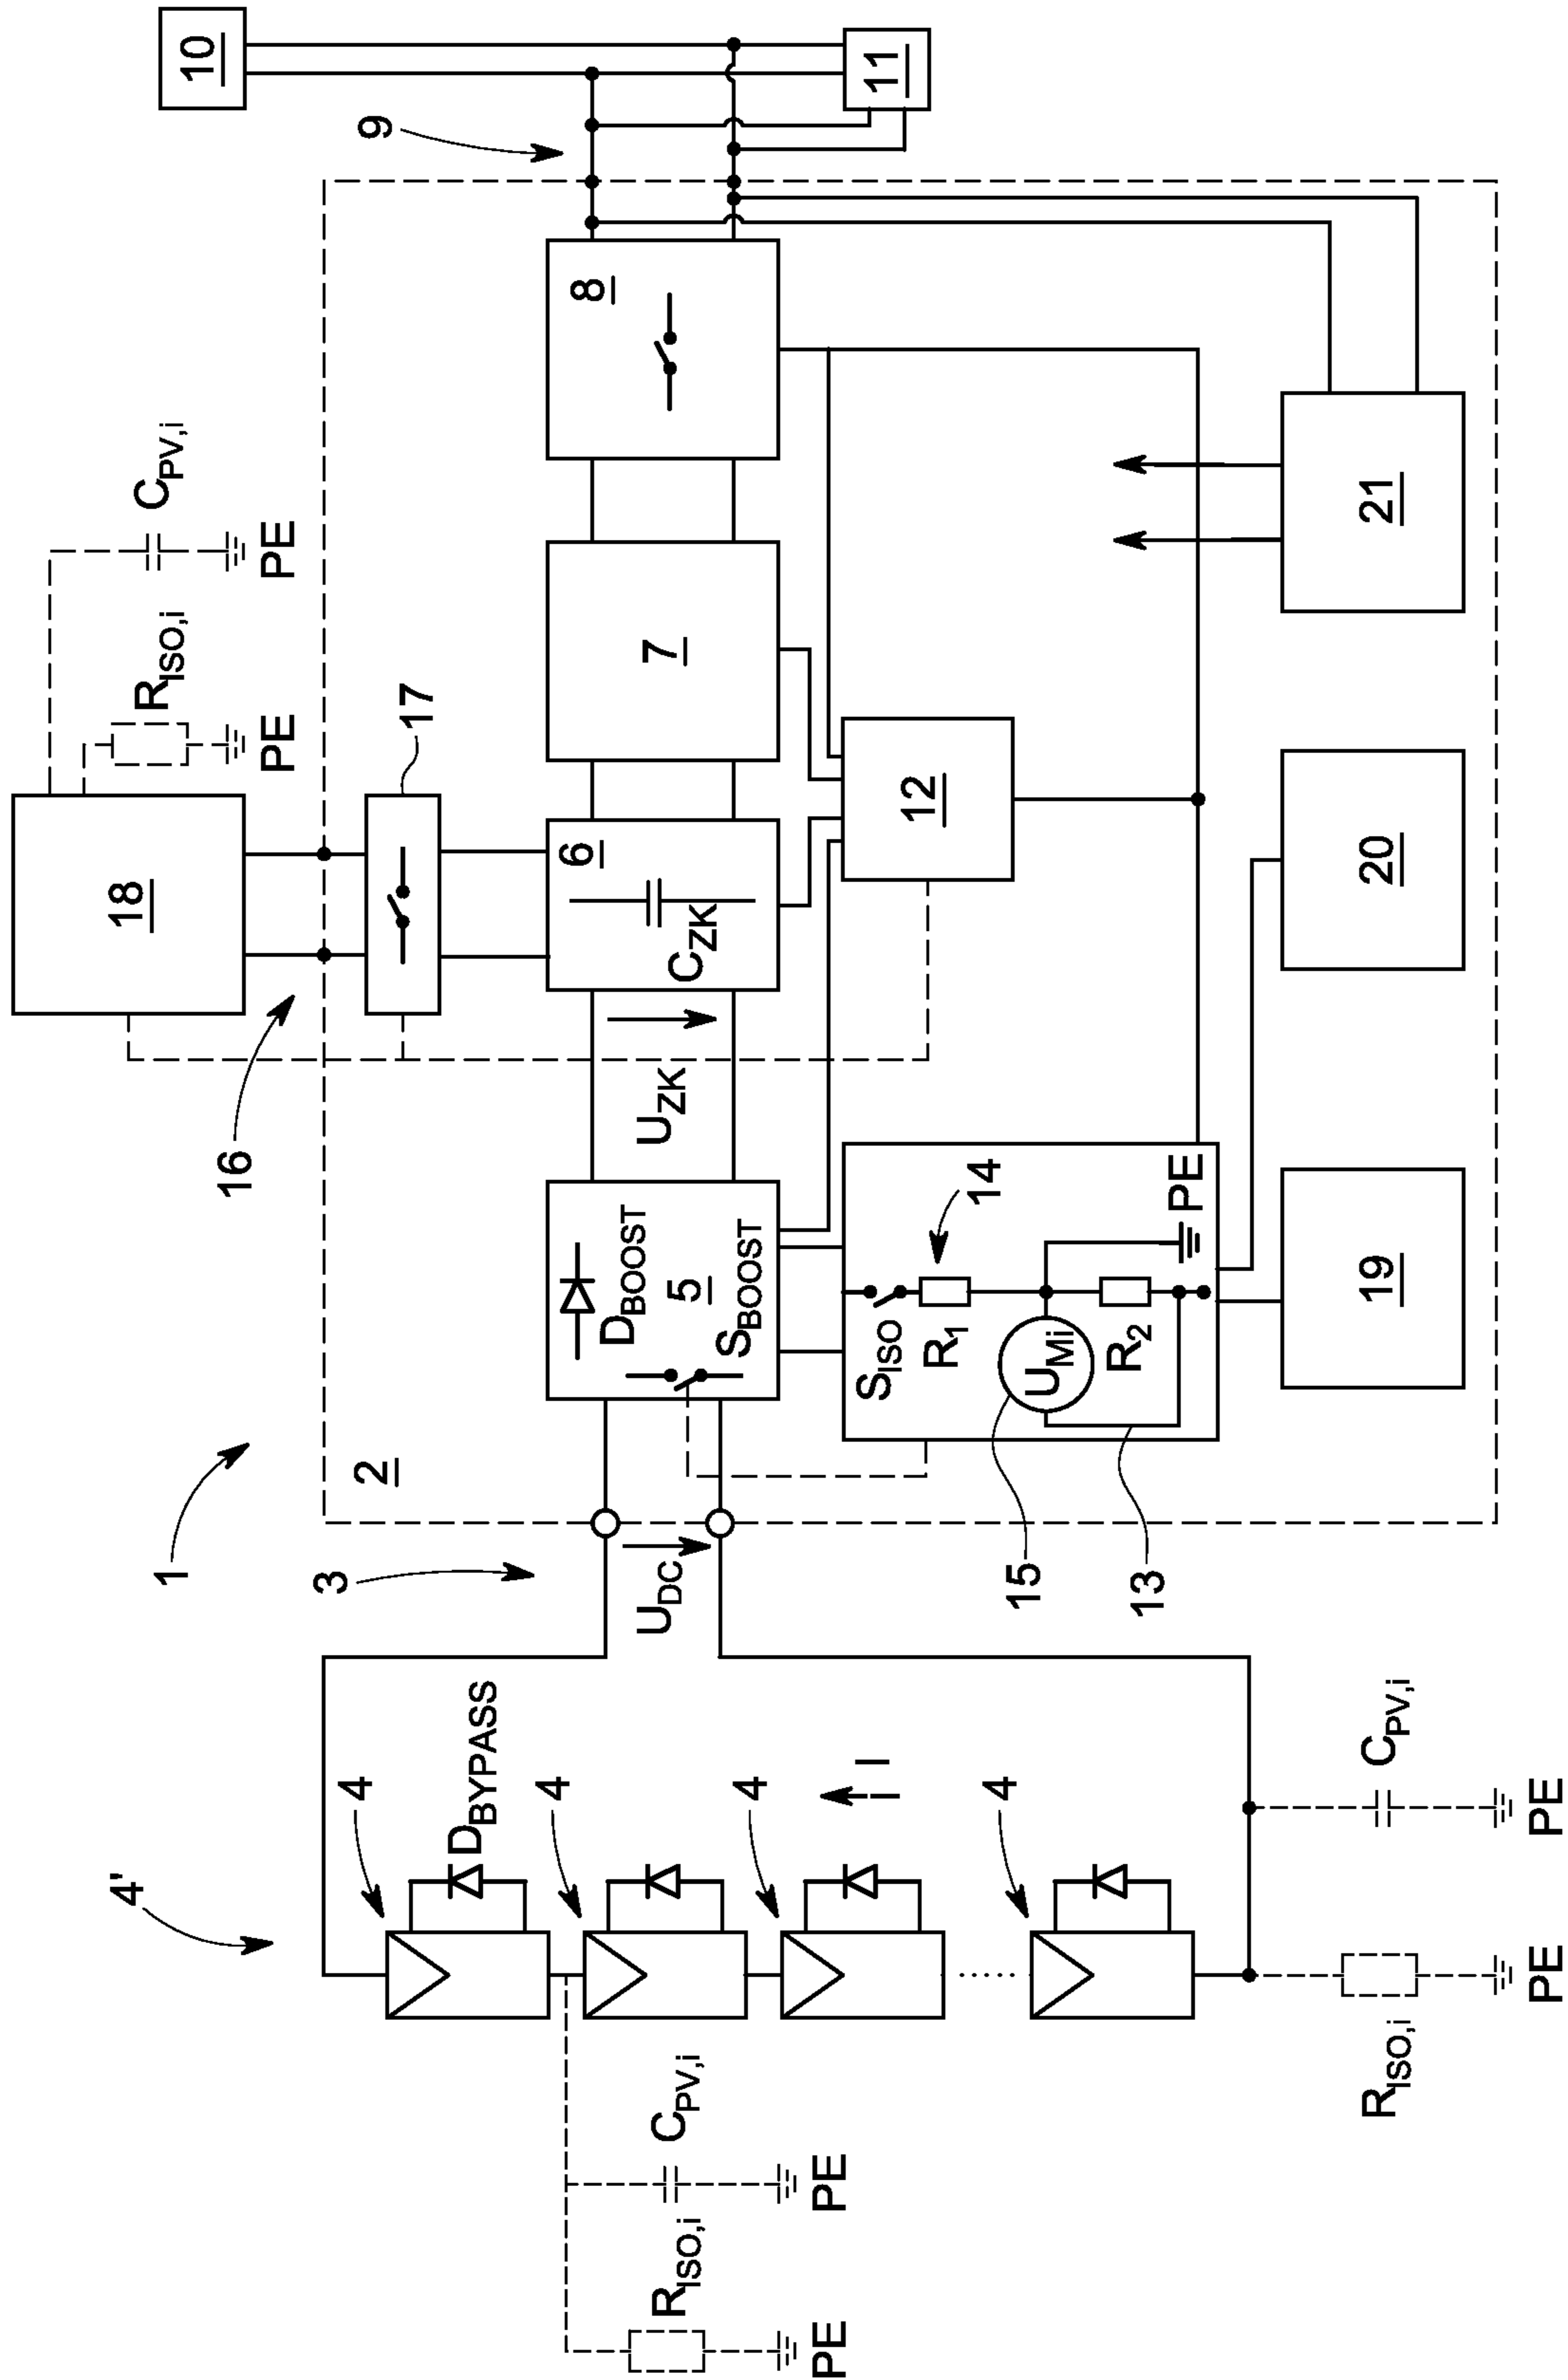 10
11
9
8
C_PV,i
PE
R_ISO,i
PE
7
17
12
21
18
6
C_ZK
20
16
U_ZK
14
PE
D_BOOST
5
S_BOOST
S_ISO
R_1
U_Mi
R_2
19
1
2
3
U_DC
15
13
4'
4
D_BYPASS
4
4
I
4
C_PV,i
PE
R_ISO,i
PE
C_PV,i
PE
R_ISO,i
PE